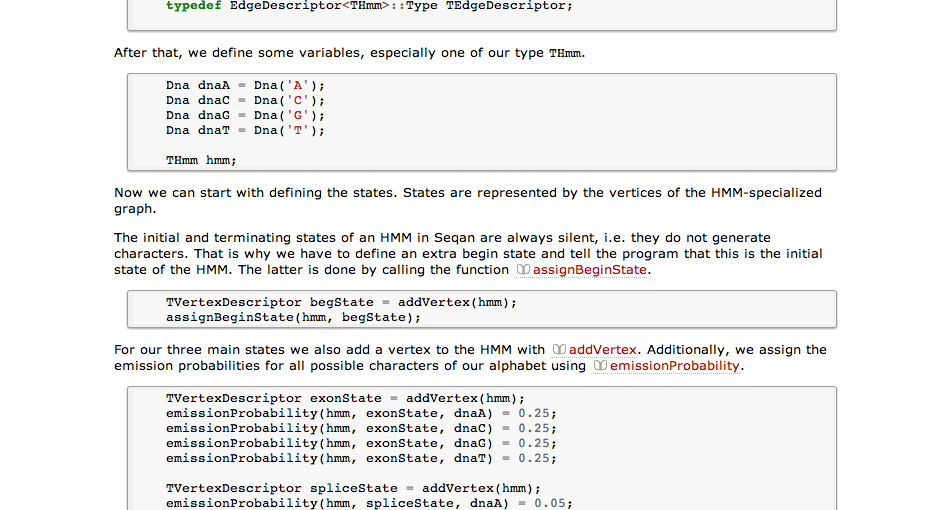 typedef EdgeDescriptor<THmm>::Type TEdgeDescriptor;
After that, we define some variables, especially one of our type THmm.
Dna dnaA = Dna('A');
Dna dnaC = Dna('C');
Dna dnaG = Dna('G');
Dna dnaT = Dna('T');
THmm hmm;
Now we can start with defining the states. States are represented by the vertices of the HMM-specialized
graph.
The initial and terminating states of an HMM in Seqan are always silent, i.e. they do not generate
characters. That is why we have to define an extra begin state and tell the program that this is the initial
state of the HMM. The latter is done by calling the function assignBeginState.
TVertexDescriptor begState = addVertex(hmm);
assignBeginState(hmm, begState);
For our three main states we also add a vertex to the HMM with addVertex. Additionally, we assign the
emission probabilities for all possible characters of our alphabet using emissionProbability.
TVertexDescriptor exonState = addVertex(hmm);
emissionProbability(hmm, exonState, dnaA) = 0.25;
emissionProbability(hmm, exonState, dnaC) = 0.25;
emissionProbability(hmm, exonState, dnaG) = 0.25;
emissionProbability(hmm, exonState, dnaT) = 0.25;
TVertexDescriptor spliceState = addVertex(hmm);
emissionProbability(hmm, spliceState, dnaA) = 0.05;